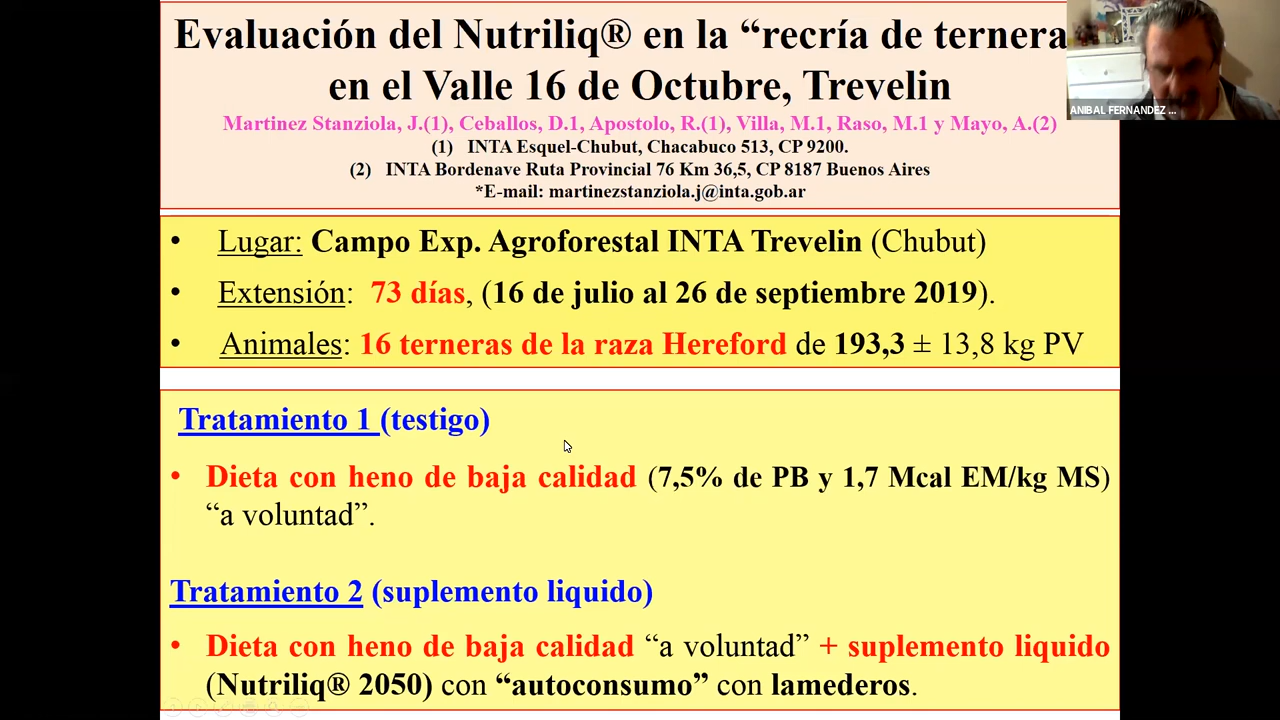 Evaluación del Nutriliq® en la “recría de ternera
en el Valle 16 de Octubre, Trevelin
Martinez Stanziola, J.(1), Ceballos, D.1, Apostolo, R.(1), Villa, M.1, Raso, M.1 y Mayo, A.(2)
(1) INTA Esquel-Chubut, Chacabuco 513, CP 9200.
(2) INTA Bordenave Ruta Provincial 76 Km 36,5, CP 8187 Buenos Aires
*E-mail: martinezstanziola.j@inta.gob.ar
ANIBAL FERNANDEZ ...
• Lugar: Campo Exp. Agroforestal INTA Trevelin (Chubut)
• Extensión: 73 días, (16 de julio al 26 de septiembre 2019).
• Animales: 16 terneras de la raza Hereford de 193,3 ± 13,8 kg PV
Tratamiento 1 (testigo)
• Dieta con heno de baja calidad (7,5% de PB y 1,7 Mcal EM/kg MS)
“a voluntad”.
Tratamiento 2 (suplemento liquido)
• Dieta con heno de baja calidad “a voluntad” + suplemento liquido
(Nutriliq® 2050) con “autoconsumo” con lamederos.